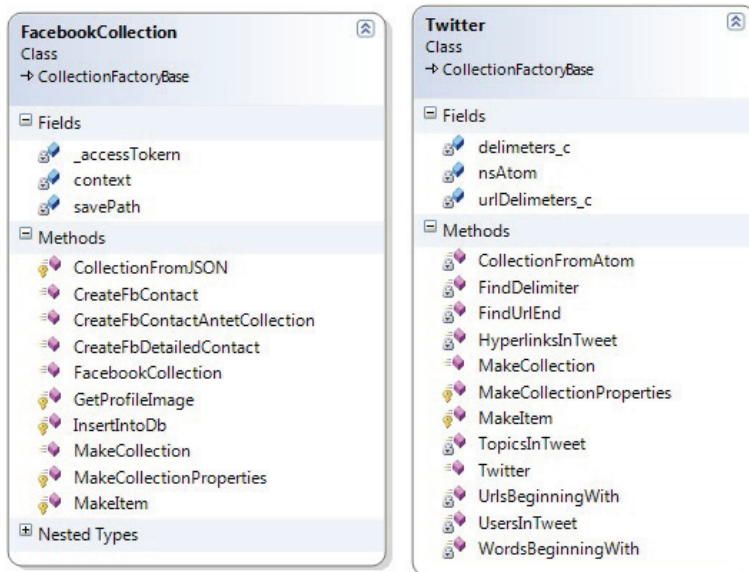 FacebookCollection
Class
CollectionFactoryBase
Fields
_accessTokern
context
savePath
Methods
CollectionFromJSON
CreateFbContact
CreateFbContactAntetCollection
CreateFbDetailedContact
FacebookCollection
GetProfileImage
InsertIntoDb
MakeCollection
MakeCollectionProperties
MakeItem
Nested Types
Twitter
Class
CollectionFactoryBase
Fields
delimeters_c
nsAtom
urlDelimeters_c
Methods
CollectionFromAtom
FindDelimiter
FindUrlEnd
HyperlinksInTweet
MakeCollection
MakeCollectionProperties
MakeItem
TopicsInTweet
Twitter
UrlsBeginningWith
UsersInTweet
WordsBeginningWith